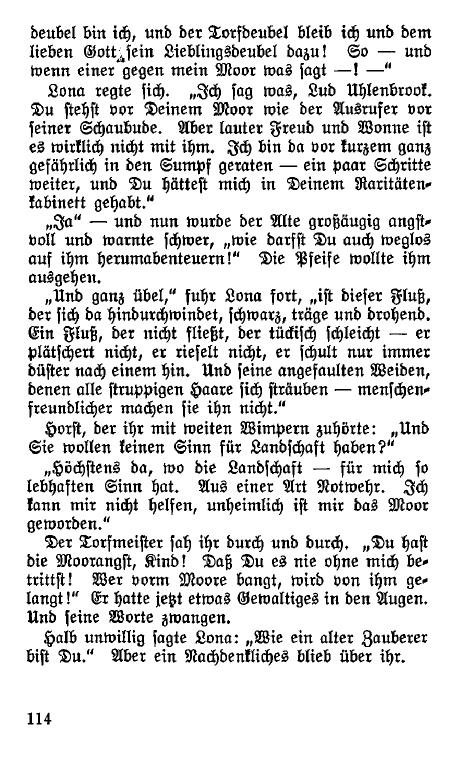 deubel bin ich, und der Torfdeubel bleib ich und dem
lieben Gott sein Lieblingsdeubel dazu! So — und
wenn einer gegen mein Moor was sagt —! —“
Lona regte sich. „Ich sag was, Lud Uhlenbrook.
Du stehst vor Deinem Moor wie der Ausrufer vor
seiner Schaubude. Aber lauter Freud und Wonne ist
es wirklich nicht mit ihm. Ich bin da vor kurzem ganz
gefährlich in den Sumpf geraten — ein paar Schritte
weiter, und Du hättest mich in Deinem Raritäten-
kabinett gehabt.“
„Ja“ — und nun wurde der Alte großäugig angst-
voll und warnte schwer, „wie darfst Du auch weglos
auf ihm herumabenteuern!“ Die Pfeife wollte ihm
ausgehen.
„Und ganz übel,“ fuhr Lona fort, „ist dieser Fluß,
der sich da hindurchwindet, schwarz, träge und drohend.
Ein Fluß, der nicht fließt, der tückisch schleicht — er
plätschert nicht, er rieselt nicht, er schult nur immer
düster nach einem hin. Und seine angefaulten Weiden,
denen alle struppigen Haare sich sträuben — menschen-
freundlicher machen sie ihn nicht.“
Horst, der ihr mit weiten Wimpern zuhörte: „Und
Sie wollen keinen Sinn für Landschaft haben?“
„Höchstens da, wo die Landschaft — für mich so
lebhaften Sinn hat. Aus einer Art Notwehr. Ich
kann mir nicht helfen, unheimlich ist mir das Moor
geworden.“
Der Torfmeister sah ihr durch und durch. „Du hast
die Moorangst, Kind! Daß Du es nie ohne mich be-
trittst! Wer vorm Moore bangt, wird von ihm ge-
langt!“ Er hatte jetzt etwas Gewaltiges in den Augen.
Und seine Worte zwangen.
Halb unwillig sagte Lona: „Wie ein alter Zauberer
bist Du.“ Aber ein Nachdenkliches blieb über ihr.
114